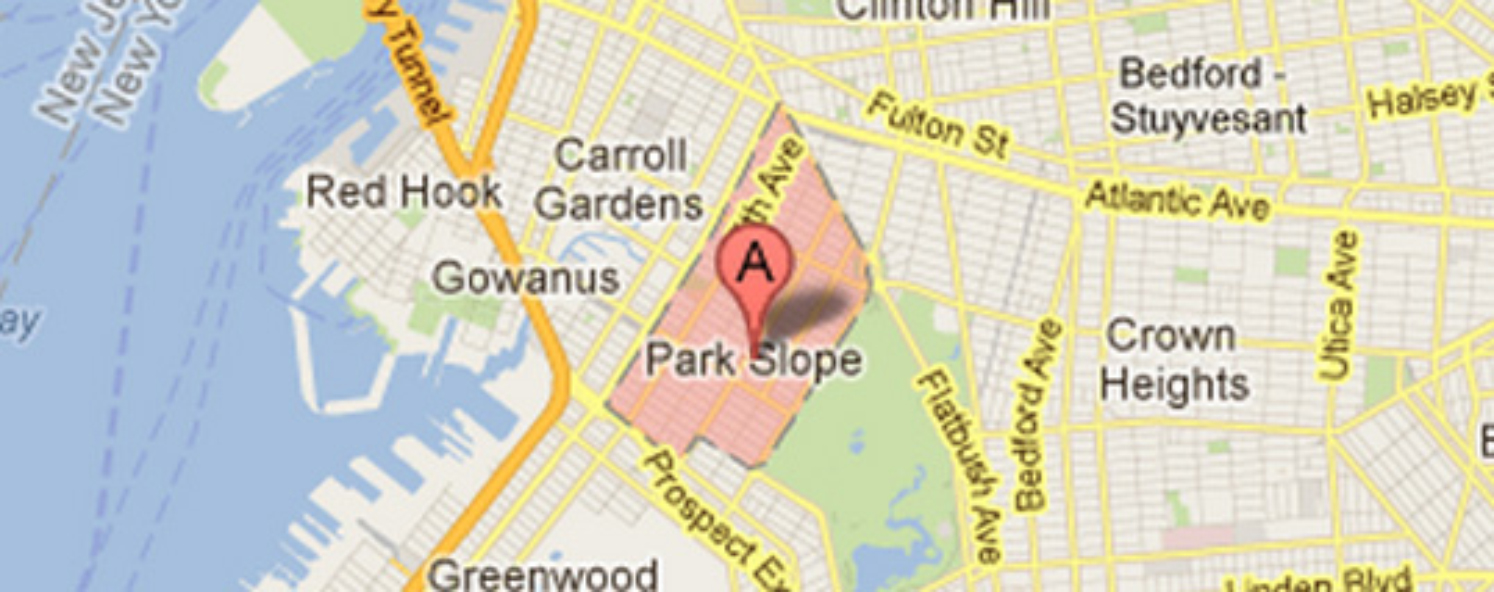 Clinton Hill
y Tunnel
New Je
New Yo
Bedford -
Stuyvesant
Halsey S
Fulton St
Carroll
Gardens
th Ave
Red Hook
Atlantic Ave
A
Gowanus
Utica Ave
ay
Park Slope
Crown
Heights
Bedford Ave
Flatbush Ave
Prospect Ex
Greenwood
Linden Blvd